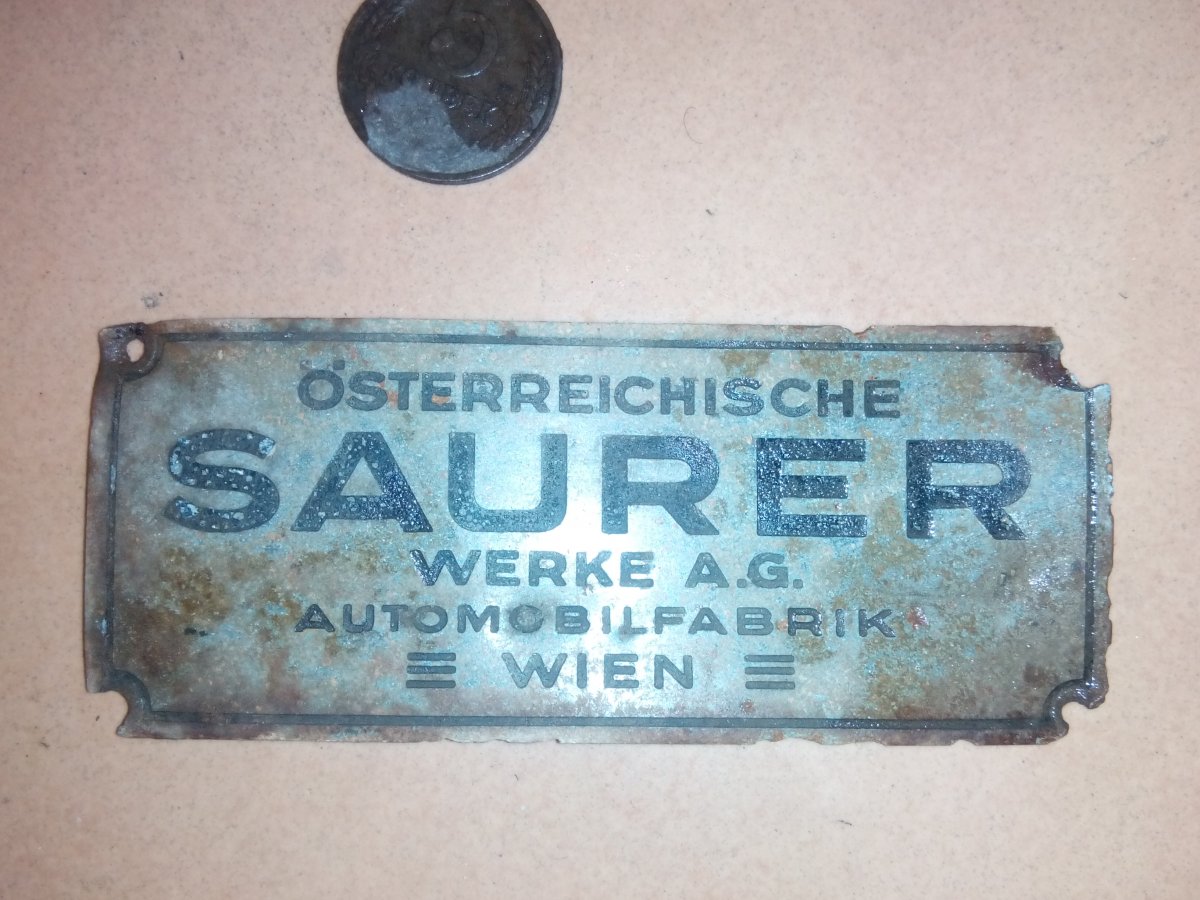 ÖSTERREICHISCHE
SAURER
WERKE A.G.
AUTOMOBILFABRIK
WIEN